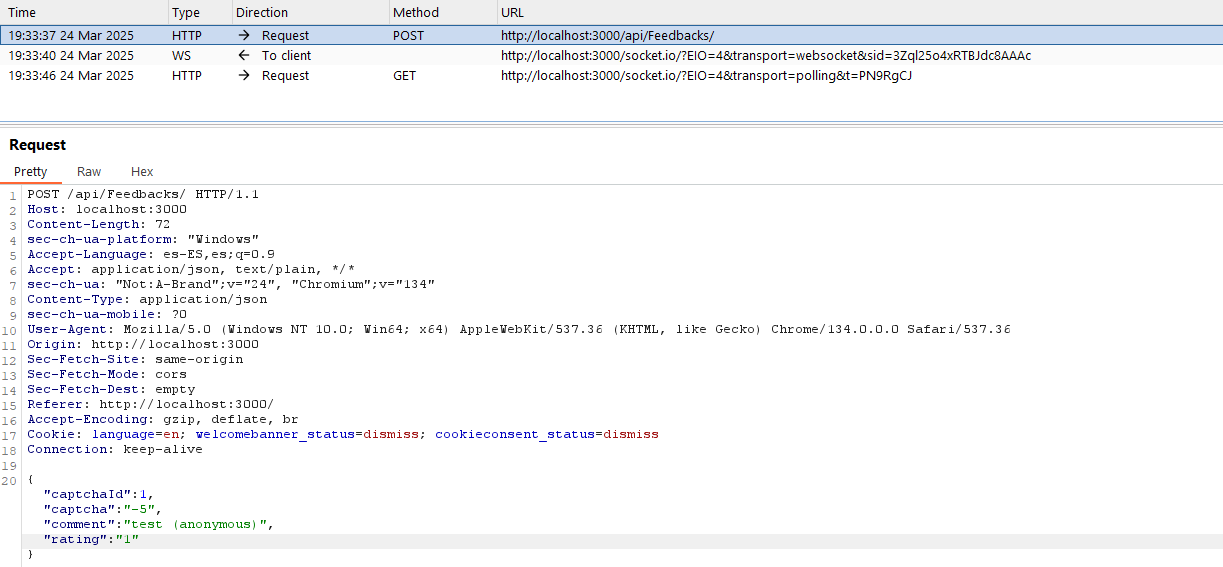 Time Type Direction Method URL
19:33:37 24 Mar 2025 HTTP → Request POST http://localhost:3000/api/Feedbacks/
19:33:40 24 Mar 2025 WS ← To client http://localhost:3000/socket.io/?EIO=4&transport=websocket&sid=3Zql25o4xRTBJdc8AAAc
19:33:46 24 Mar 2025 HTTP → Request GET http://localhost:3000/socket.io/?EIO=4&transport=polling&t=PN9RgCJ
Request
Pretty Raw Hex
1 POST /api/Feedbacks/ HTTP/1.1
2 Host: localhost:3000
3 Content-Length: 72
4 sec-ch-ua-platform: "Windows"
5 Accept-Language: es-ES,es;q=0.9
6 Accept: application/json, text/plain, */*
7 sec-ch-ua: "Not:A-Brand";v="24", "Chromium";v="134"
8 Content-Type: application/json
9 sec-ch-ua-mobile: ?0
10 User-Agent: Mozilla/5.0 (Windows NT 10.0; Win64; x64) AppleWebKit/537.36 (KHTML, like Gecko) Chrome/134.0.0.0 Safari/537.36
11 Origin: http://localhost:3000
12 Sec-Fetch-Site: same-origin
13 Sec-Fetch-Mode: cors
14 Sec-Fetch-Dest: empty
15 Referer: http://localhost:3000/
16 Accept-Encoding: gzip, deflate, br
17 Cookie: language=en; welcomebanner_status=dismiss; cookieconsent_status=dismiss
18 Connection: keep-alive
19
20 {
"captchaId":1,
"captcha":"-5",
"comment":"test (anonymous)",
"rating":"1"
}